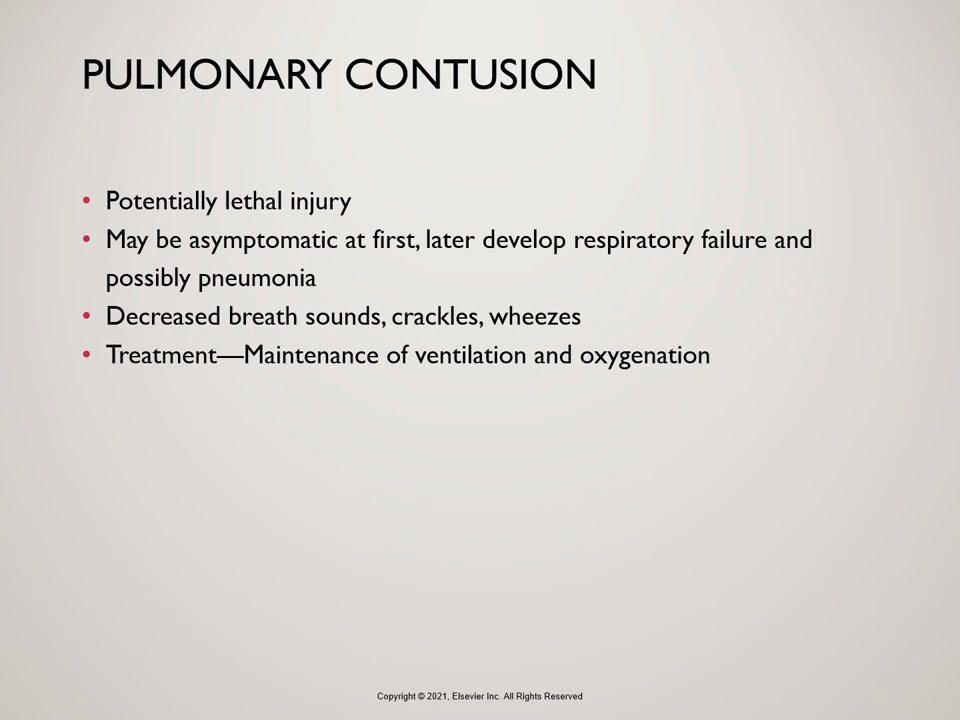 PULMONARY CONTUSION
• Potentially lethal injury
• May be asymptomatic at first, later develop respiratory failure and
possibly pneumonia
• Decreased breath sounds, crackles, wheezes
• Treatment—Maintenance of ventilation and oxygenation
Copyright © 2021, Elsevier Inc. All Rights Reserved